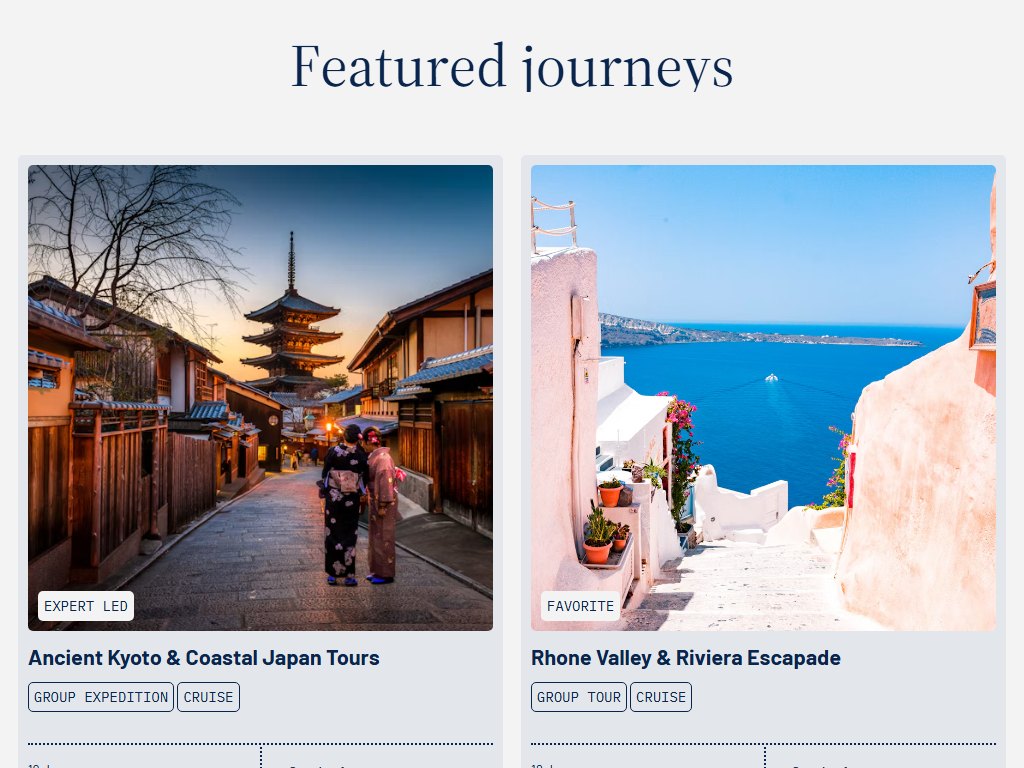 Featured journeys
EXPERT LED
FAVORITE
Ancient Kyoto & Coastal Japan Tours
GROUP EXPEDITION CRUISE
Rhone Valley & Riviera Escapade
GROUP TOUR CRUISE